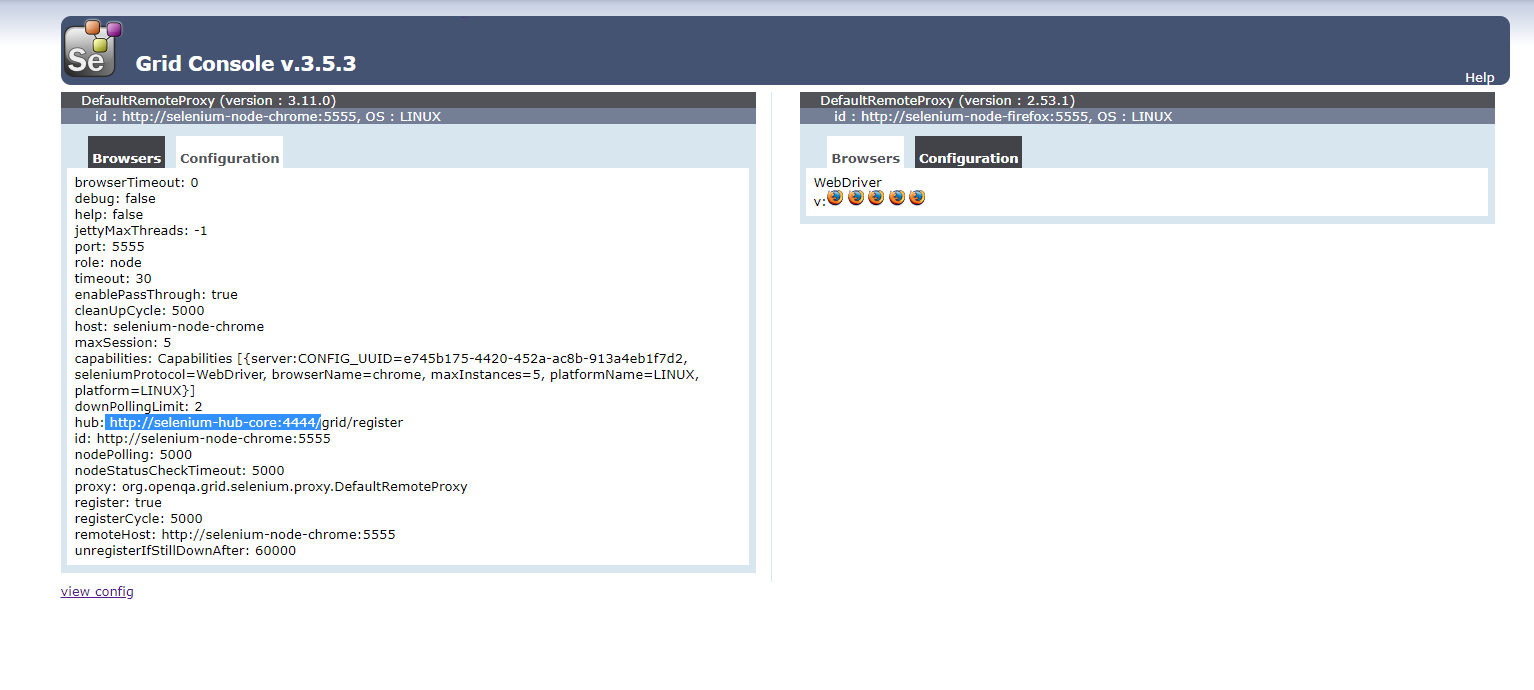 Se
Grid Console v.3.5.3
Help
DefaultRemoteProxy (version : 3.11.0)
id : http://selenium-node-chrome:5555, OS : LINUX
Browsers Configuration
browserTimeout: 0
debug: false
help: false
jettyMaxThreads: -1
port: 5555
role: node
timeout: 30
enablePassThrough: true
cleanUpCycle: 5000
host: selenium-node-chrome
maxSession: 5
capabilities: Capabilities [{server:CONFIG_UUID=e745b175-4420-452a-ac8b-913a4eb1f7d2,
seleniumProtocol=WebDriver, browserName=chrome, maxInstances=5, platformName=LINUX,
platform=LINUX}]
downPollingLimit: 2
hub: http://selenium-hub-core:4444/grid/register
id: http://selenium-node-chrome:5555
nodePolling: 5000
nodeStatusCheckTimeout: 5000
proxy: org.openqa.grid.selenium.proxy.DefaultRemoteProxy
register: true
registerCycle: 5000
remoteHost: http://selenium-node-chrome:5555
unregisterIfStillDownAfter: 60000
view config
DefaultRemoteProxy (version : 2.53.1)
id : http://selenium-node-firefox:5555, OS : LINUX
Browsers Configuration
WebDriver
v: